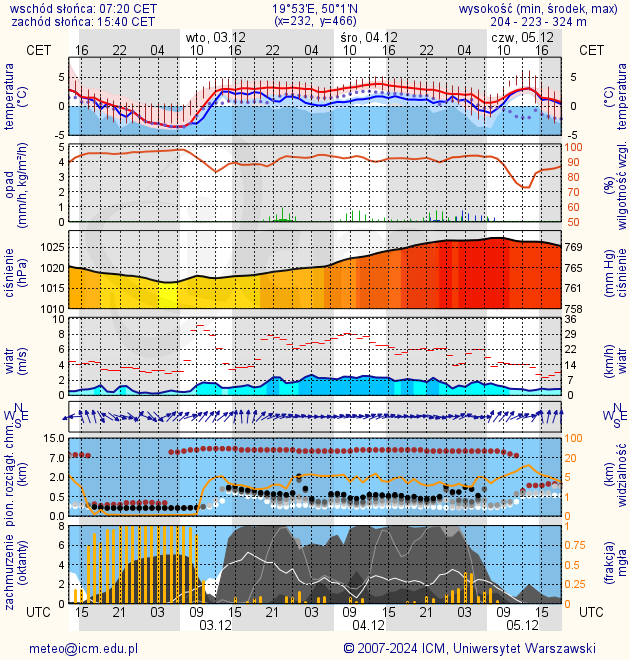 wschód słońca: 07:20 CET 19°53'E, 50°1'N wysokość (min, środek, max)
zachód słońca: 15:40 CET (x=232, y=466) 204 - 223 - 324 m
wto, 03.12 śro, 04.12 czw, 05.12
CET 16 22 04 10 16 22 04 10 16 22 04 12 CET
temperatura (°C)
5
0
-5
5
0
-5
temperatura (°C)
opad (mm/h, kg/m²/h)
5
4
3
2
1
0
100
90
80
70
60
50
(%) wilgotność wzgl.
ciśnienie (hPa)
1025
1020
1015
1010
769
765
761
758
(mm Hg) ciśnienie
wiatr (m/s)
10
8
6
4
2
0
36
29
22
14
7
0
(km/h) wiatr
N
W E
S
N
W E
S
pion. rozciągł. chm. (km)
15.0
7.0
2.0
0.5
0.0
100
20
5
1
0
(km) widzialność
zachmurzenie (oktanty)
8
6
4
2
0
1
0.75
0.5
0.25
0
(frakcja) mgła
UTC 15 21 03 09 15 21 03 09 15 21 03 09 15 UTC
03.12 04.12 05.12
meteo@icm.edu.pl © 2007-2024 ICM, Uniwersytet Warszawski